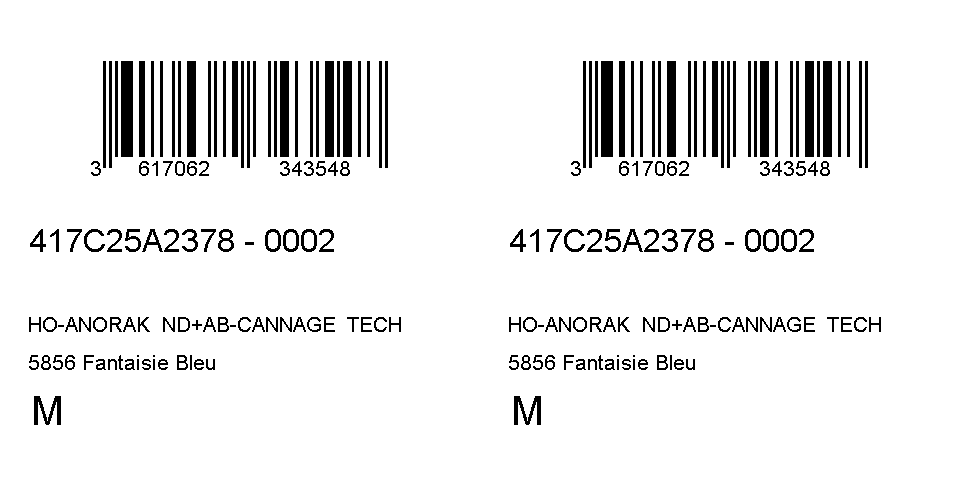 3 617062 343548
417C25A2378 - 0002
HO-ANORAK ND+AB-CANNAGE TECH
5856 Fantaisie Bleu
M
3 617062 343548
417C25A2378 - 0002
HO-ANORAK ND+AB-CANNAGE TECH
5856 Fantaisie Bleu
M